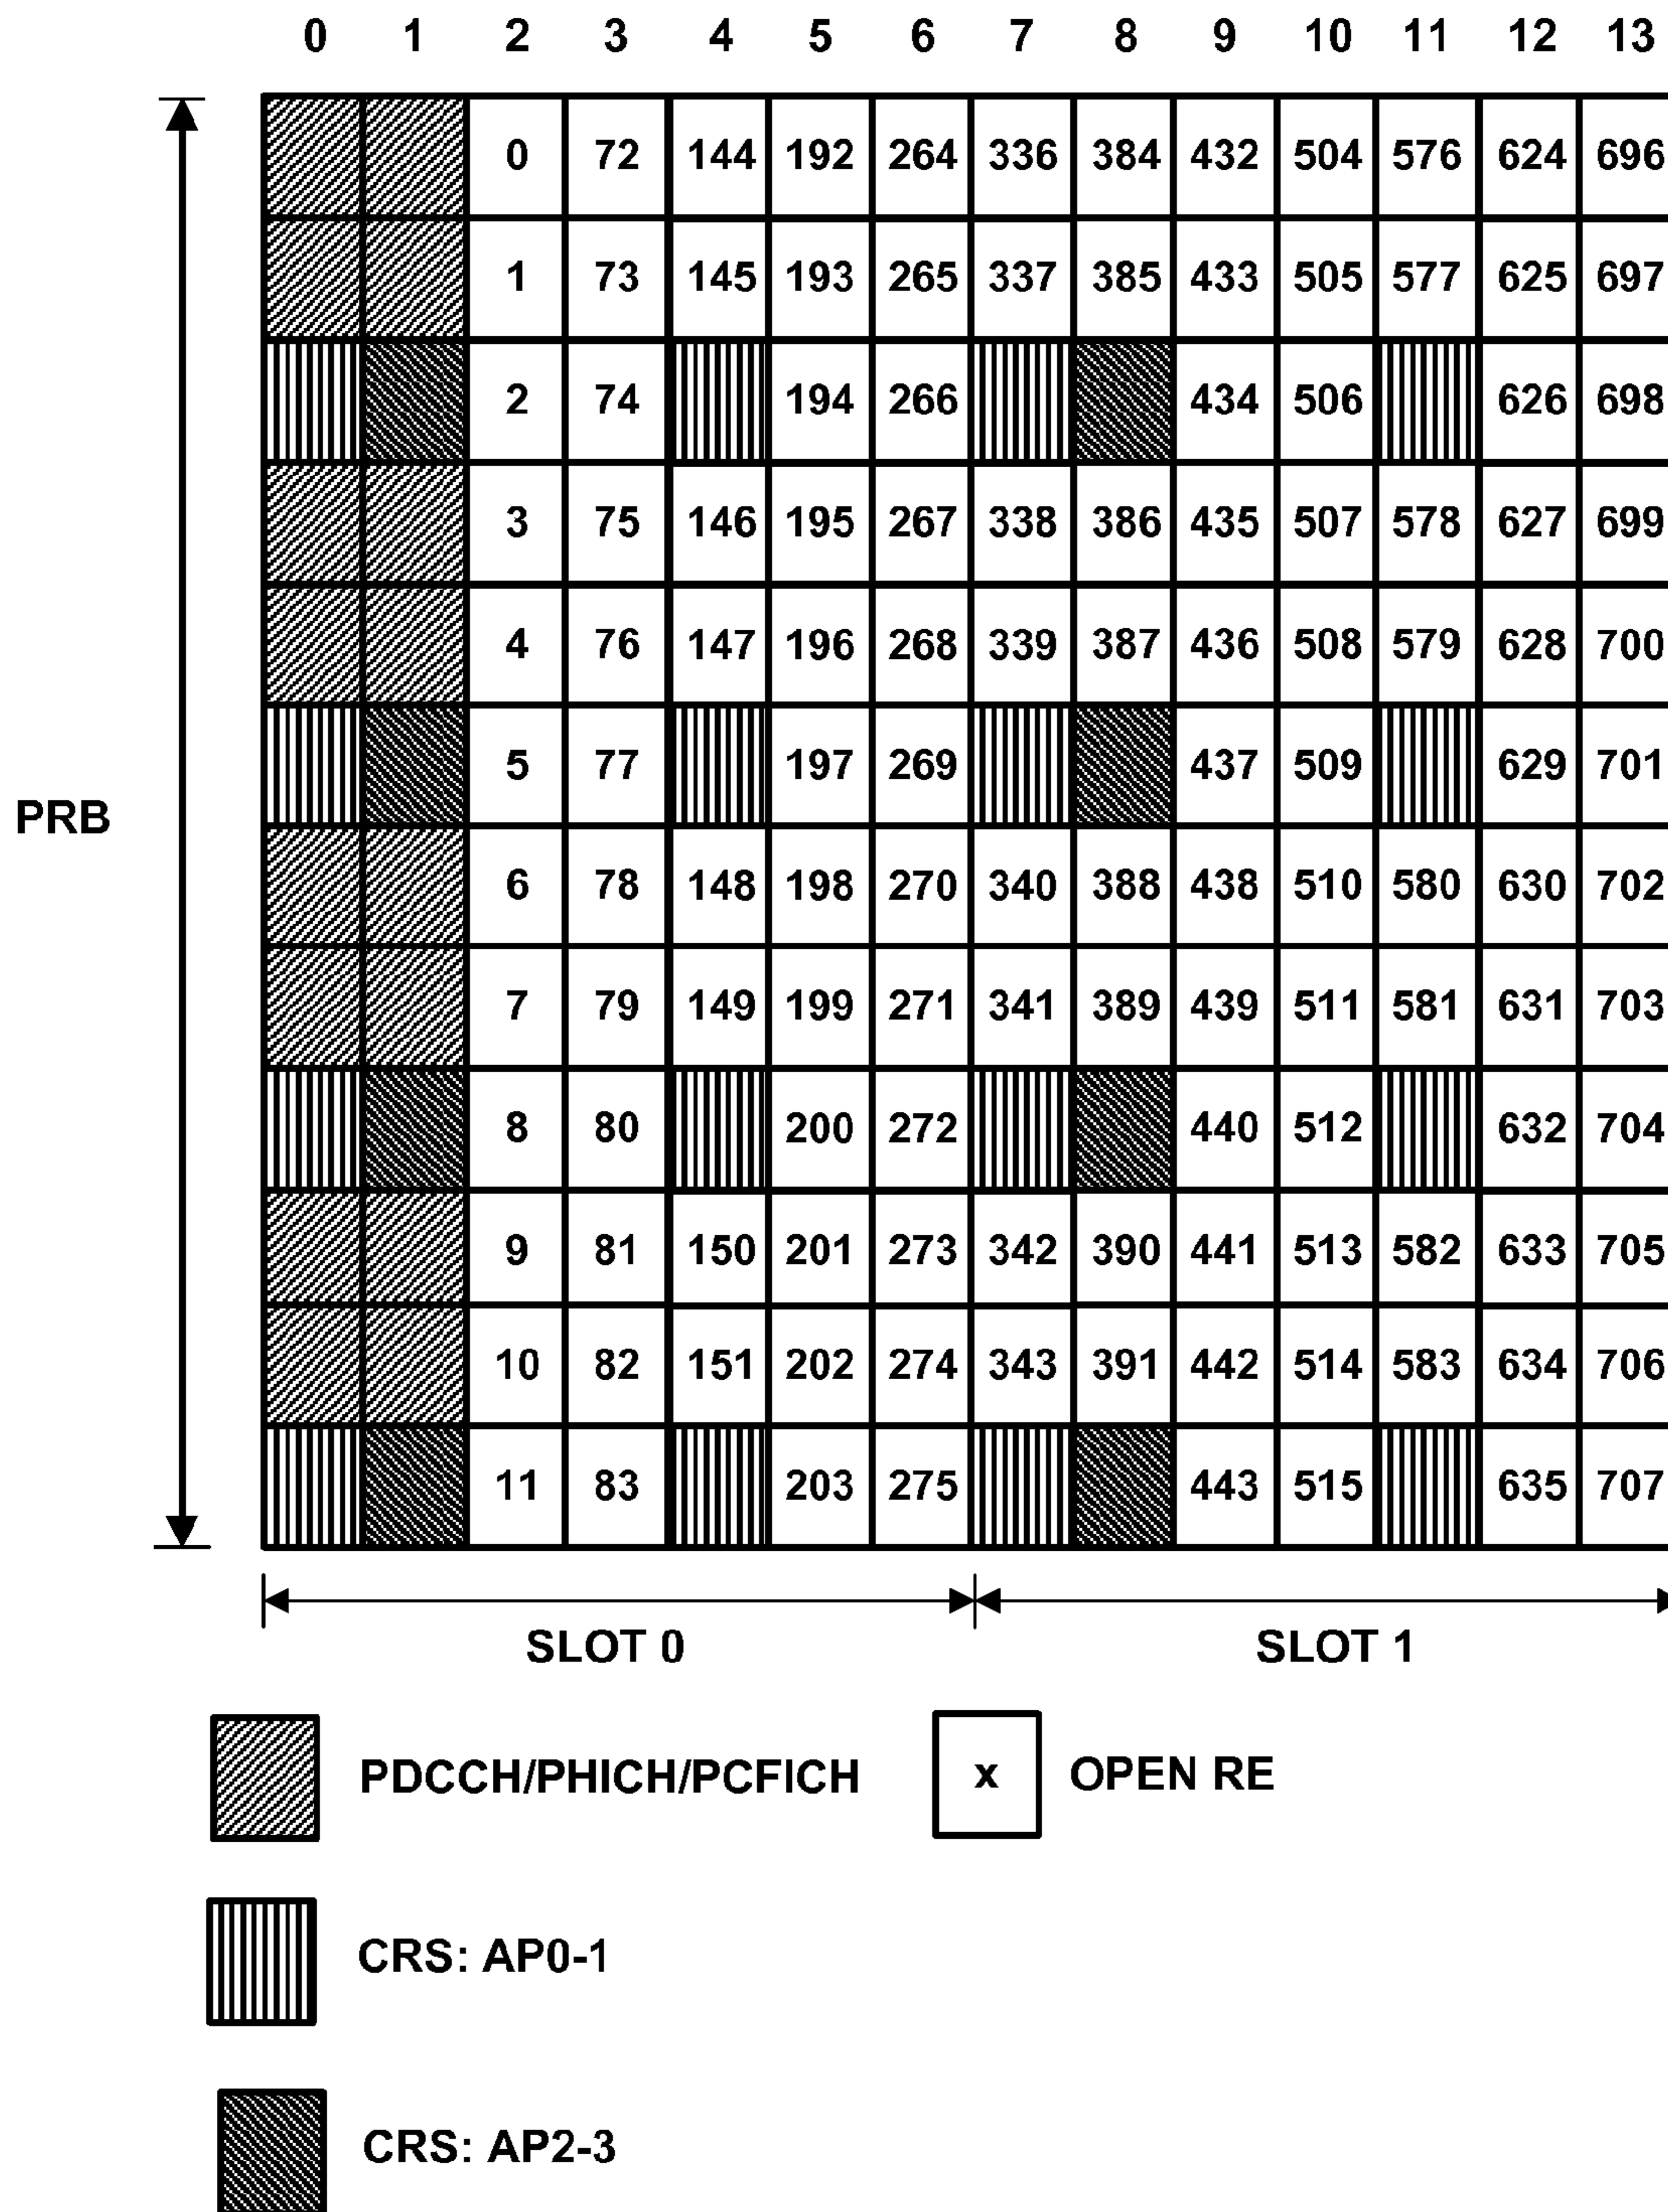 0 1 2 3 4 5 6 7 8 9 10 11 12 13
0 72 144 192 264 336 384 432 504 576 624 696
1 73 145 193 265 337 385 433 505 577 625 697
2 74 194 266 434 506 626 698
3 75 146 195 267 338 386 435 507 578 627 699
4 76 147 196 268 339 387 436 508 579 628 700
5 77 197 269 437 509 629 701
PRB
6 78 148 198 270 340 388 438 510 580 630 702
7 79 149 199 271 341 389 439 511 581 631 703
8 80 200 272 440 512 632 704
9 81 150 201 273 342 390 441 513 582 633 705
10 82 151 202 274 343 391 442 514 583 634 706
11 83 203 275 443 515 635 707
SLOT 0 SLOT 1
PDCCH/PHICH/PCFICH x OPEN RE
CRS: AP0-1
CRS: AP2-3